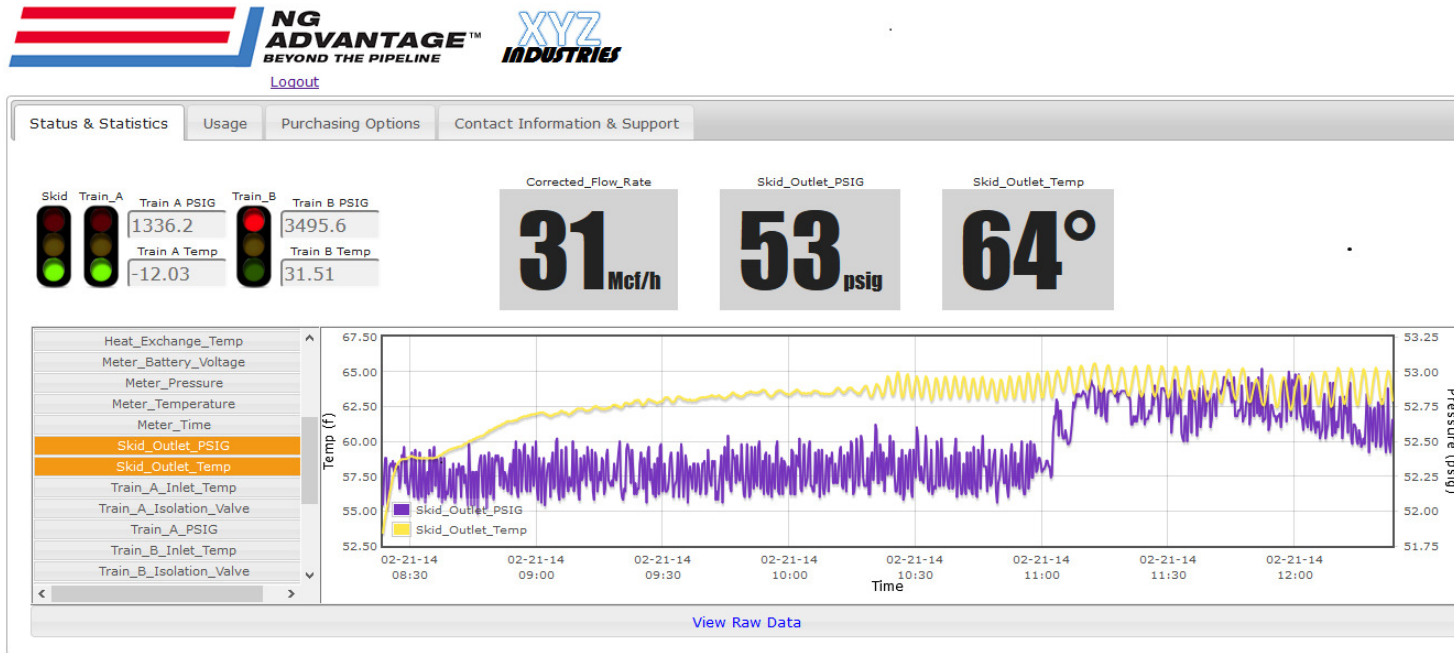 NG
ADVANTAGE™
BEYOND THE PIPELINE
XYZ
INDUSTRIES
Logout
Status & Statistics
Usage
Purchasing Options
Contact Information & Support
Skid
Train_A
Train A PSIG
1336.2
Train A Temp
-12.03
Train_B
Train B PSIG
3495.6
Train B Temp
31.51
Corrected_Flow_Rate
31 Mcf/h
Skid_Outlet_PSIG
53 psig
Skid_Outlet_Temp
64°
Heat_Exchange_Temp
Meter_Battery_Voltage
Meter_Pressure
Meter_Temperature
Meter_Time
Skid_Outlet_PSIG
Skid_Outlet_Temp
Train_A_Inlet_Temp
Train_A_Isolation_Valve
Train_A_PSIG
Train_B_Inlet_Temp
Train_B_Isolation_Valve
Temp (f)
67.50
65.00
62.50
60.00
57.50
55.00
52.50
Skid_Outlet_PSIG
Skid_Outlet_Temp
53.25
53.00
52.75
52.50
52.25
52.00
51.75
Pressure (psig)
02-21-14 08:30
02-21-14 09:00
02-21-14 09:30
02-21-14 10:00
02-21-14 10:30
02-21-14 11:00
02-21-14 11:30
02-21-14 12:00
Time
View Raw Data